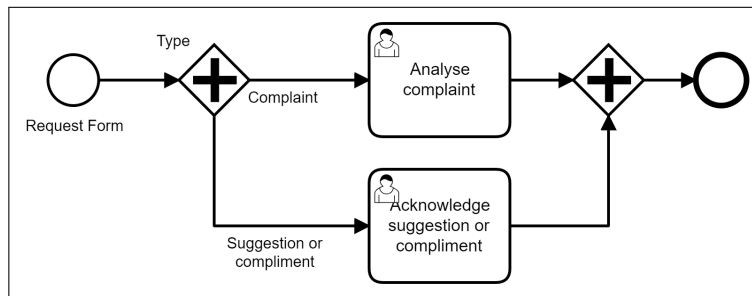 Type
Request Form
Complaint
Analyse
complaint
Suggestion or
compliment
Acknowledge
suggestion or
compliment